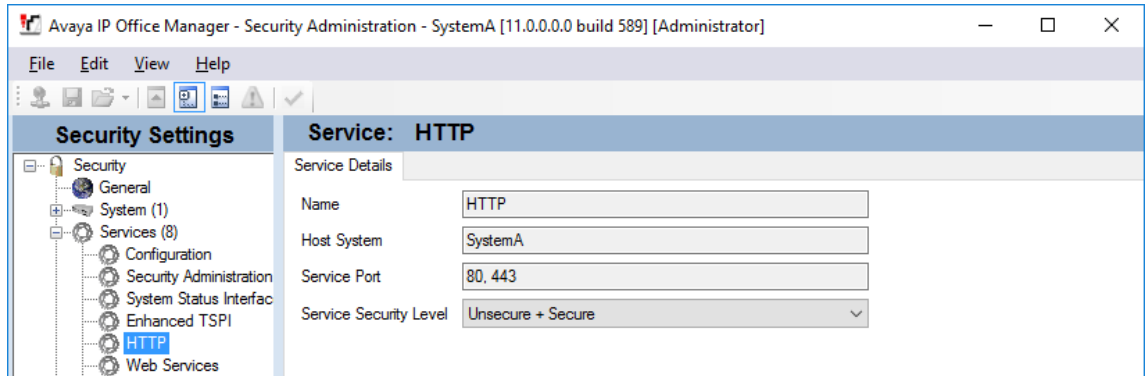 Avaya IP Office Manager - Security Administration - SystemA [11.0.0.0.0 build 589] [Administrator]
File Edit View Help
Security Settings
Service: HTTP
Security
General
System (1)
Services (8)
Configuration
Security Administration
System Status Interfac
Enhanced TSPI
HTTP
Web Services
Service Details
Name HTTP
Host System SystemA
Service Port 80, 443
Service Security Level Unsecure + Secure